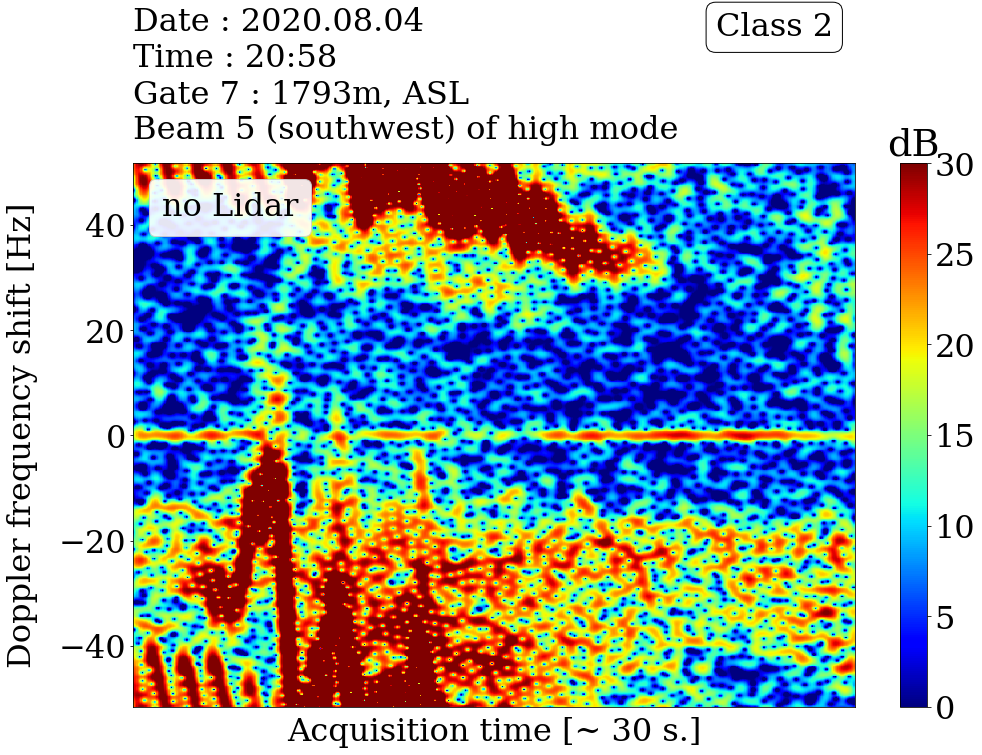 Date : 2020.08.04
Time : 20:58
Gate 7 : 1793m, ASL
Beam 5 (southwest) of high mode
Class 2
no Lidar
Doppler frequency shift [Hz]
40
20
0
−20
−40
Acquisition time [~ 30 s.]
dB
30
25
20
15
10
5
0